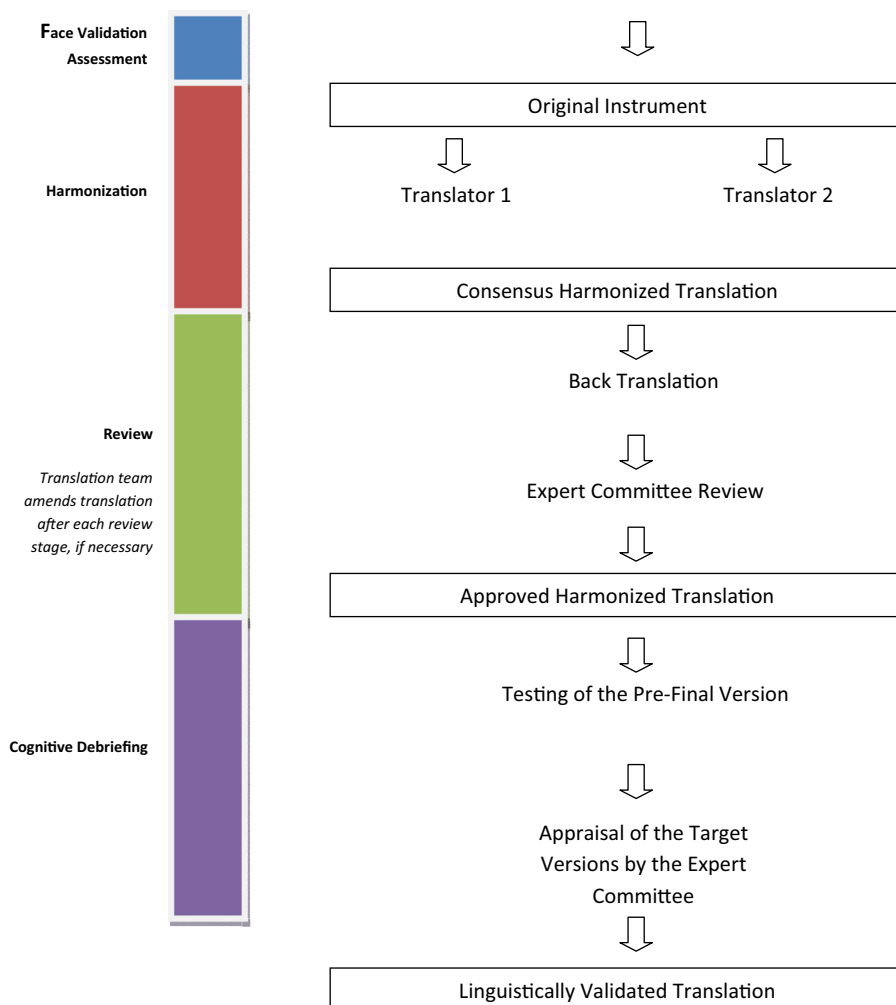 Face Validation
Assessment
Original Instrument
Harmonization
Translator 1
Translator 2
Consensus Harmonized Translation
Back Translation
Review
Translation team
amends translation
after each review
stage, if necessary
Expert Committee Review
Approved Harmonized Translation
Testing of the Pre-Final Version
Cognitive Debriefing
Appraisal of the Target
Versions by the Expert
Committee
Linguistically Validated Translation